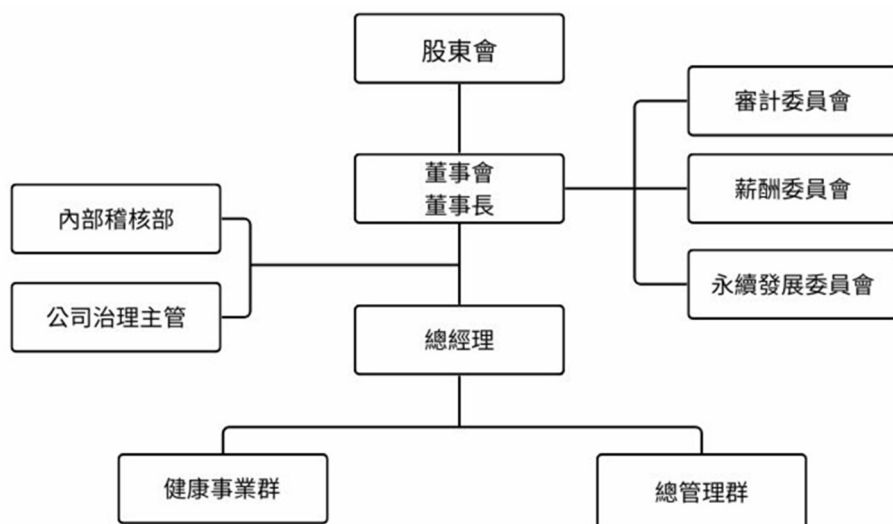 股東會
審計委員會
董事會
董事長
薪酬委員會
內部稽核部
永續發展委員會
公司治理主管
總經理
健康事業群
總管理群